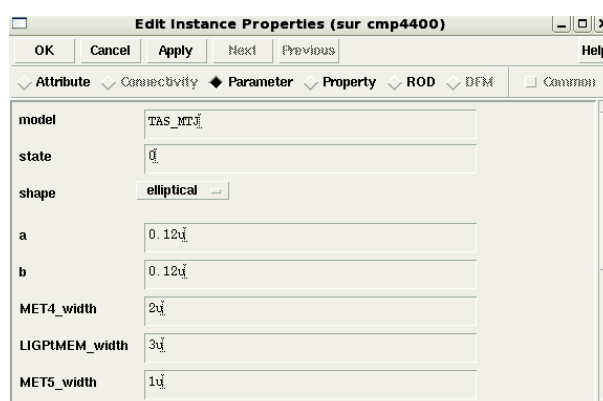 Edit Instance Properties (sur cmp4400)
OK Cancel Apply Next Previous Help
Attribute Connectivity Parameter Property ROD DFM Common
model TAS_MTJ
state 0
shape elliptical
a 0.12u
b 0.12u
MET4_width 2u
LIGPtMEM_width 3u
MET5_width 1u